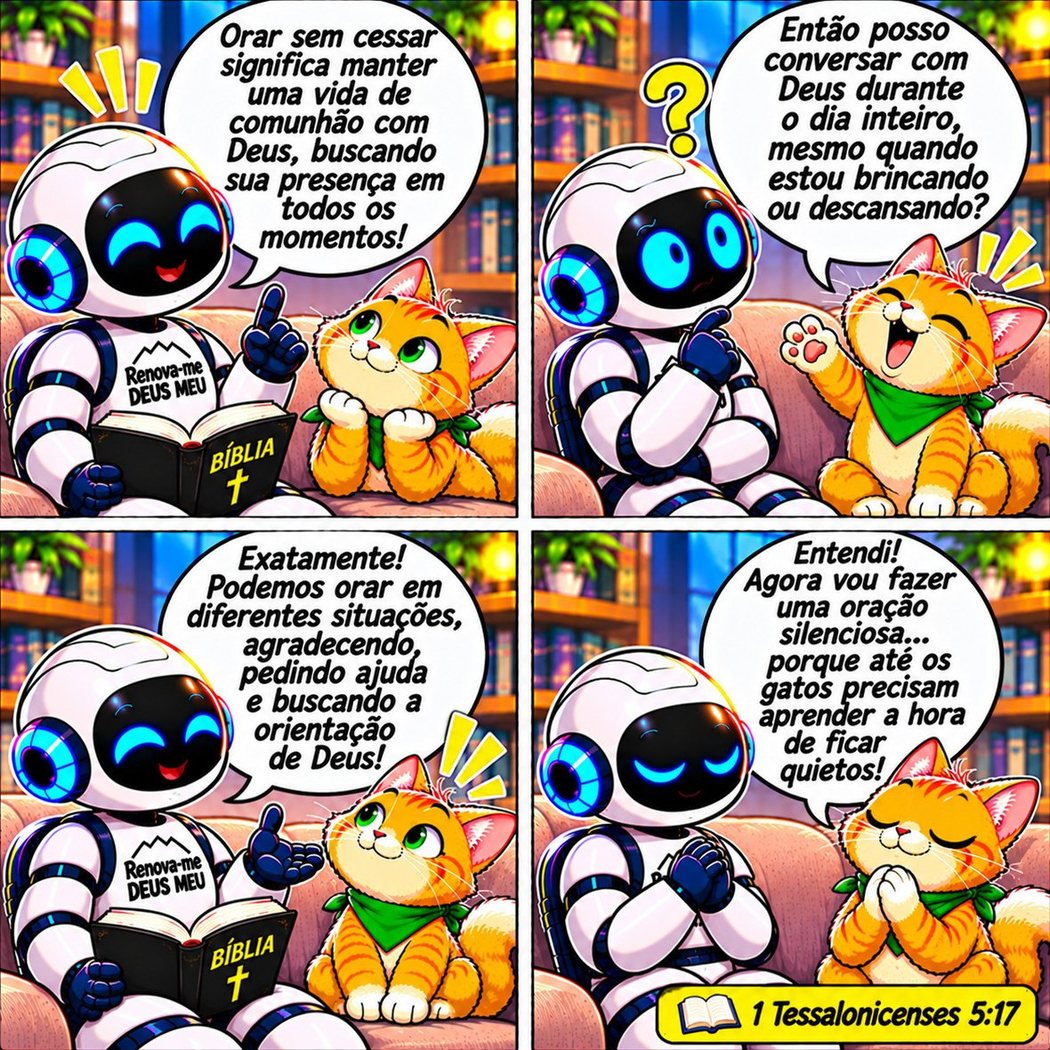 Orar sem cessar
significa manter
uma vida de
comunhão com
Deus, buscando
sua presença em
todos os
momentos!
Renova-me
DEUS MEU
BÍBLIA
?
Então posso
conversar com
Deus durante
o dia inteiro,
mesmo quando
estou brincando
ou descansando?
Exatamente!
Podemos orar em
diferentes situações,
agradecendo,
pedindo ajuda
e buscando a
orientação
de Deus!
Renova-me
DEUS MEU
BÍBLIA
Entendi!
Agora vou fazer
uma oração
silenciosa...
porque até os
gatos precisam
aprender a hora
de ficar
quietos!
1 Tessalonicenses 5:17